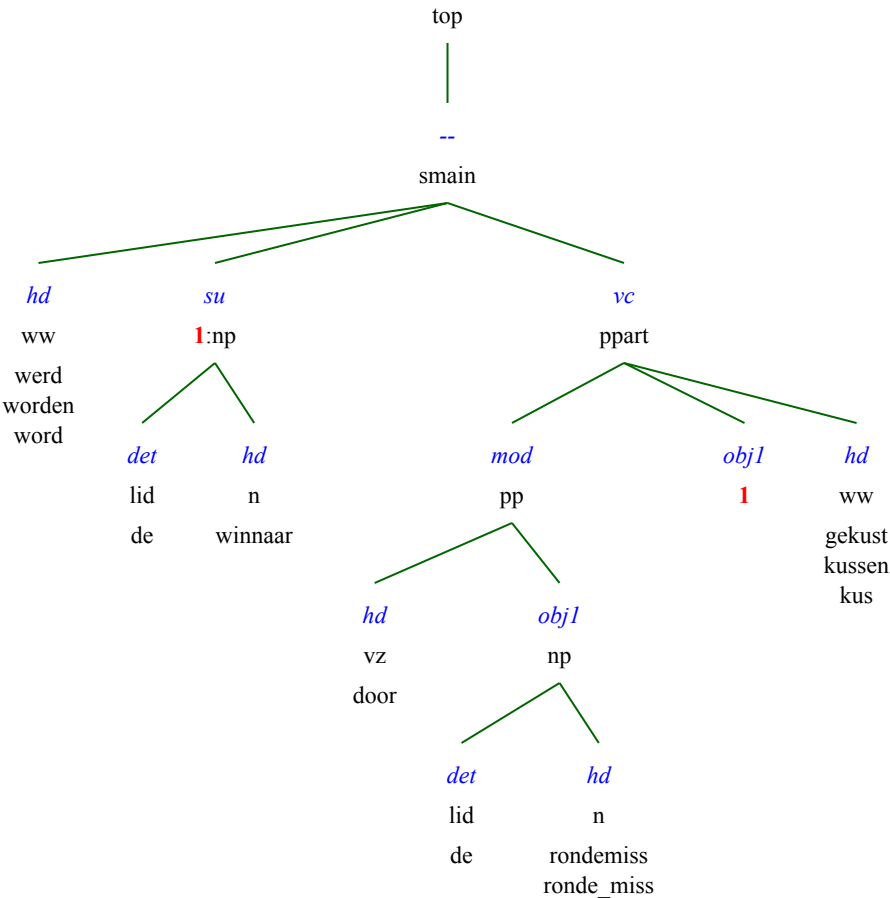 top
--
smain
hd su vc
ww 1:np ppart
werd
worden
word
det hd mod obj1 hd
lid n pp 1 ww
de winnaar gekust
kussen
kus
hd obj1
vz np
door
det hd
lid n
de rondemiss
ronde_miss